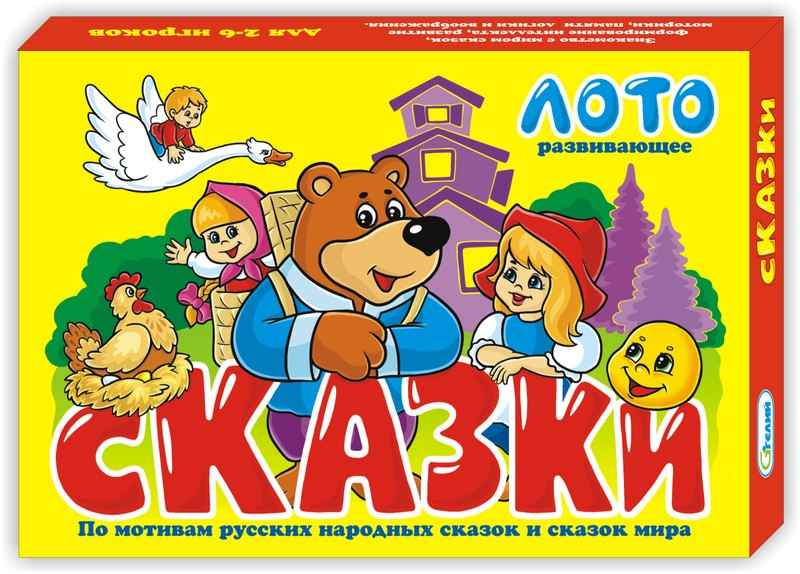 для 2-6 игроков
Знакомство с миром сказок,
формирование интеллекта, развитие
моторики, памяти логики и воображения.
ЛОТО
развивающее
СКАЗКИ
По мотивам русских народных сказок и сказок мира
СКАЗКИ
Гелий